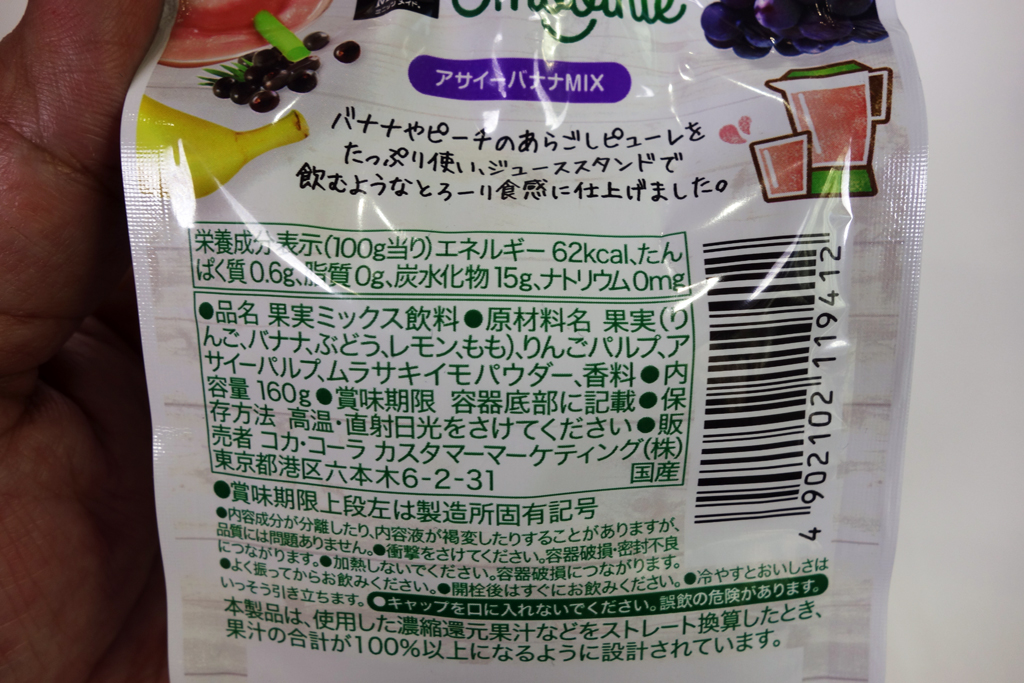 Smoothie
アサイーバナナMIX
バナナやピーチのあらごしピューレを
たっぷり使い、ジューススタンドで
飲むようなとろーり食感に仕上げました。
栄養成分表示(100g当り)エネルギー 62kcal、たん
ぱく質0.6g、脂質0g、炭水化物15g、ナトリウム0mg
●品名 果実ミックス飲料●原材料名 果実(り
んご、バナナ、ぶどう、レモン、もも)、りんごパルプ、ア
サイーパルプ、ムラサキイモパウダー、香料●内
容量 160g●賞味期限 容器底部に記載●保
存方法 高温・直射日光をさけてください●販
売者 コカ・コーラ カスタマーマーケティング(株)
東京都港区六本木6-2-31 国産
●賞味期限上段左は製造所固有記号
●内容成分が分離したり、内容液が褐変したりすることがありますが、
品質には問題ありません。●衝撃をさけてください。容器破損・密封不良
につながります。●加熱しないでください。容器破損につながります。
●よく振ってからお飲みください。●開栓後はすぐにお飲みください。●冷やすとおいしさは
いっそう引き立ちます。●キャップを口に入れないでください。誤飲の危険があります。
本製品は、使用した濃縮還元果汁などをストレート換算したとき、
果汁の合計が100%以上になるように設計されています。
4 902102 119412